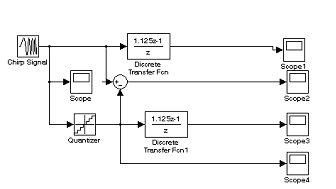 1.125z-1
z
Chirp Signal
Discrete
Transfer Fcn
Scope1
Scope
Scope2
1.125z-1
z
Quantizer
Discrete
Transfer Fcn1
Scope3
Scope4